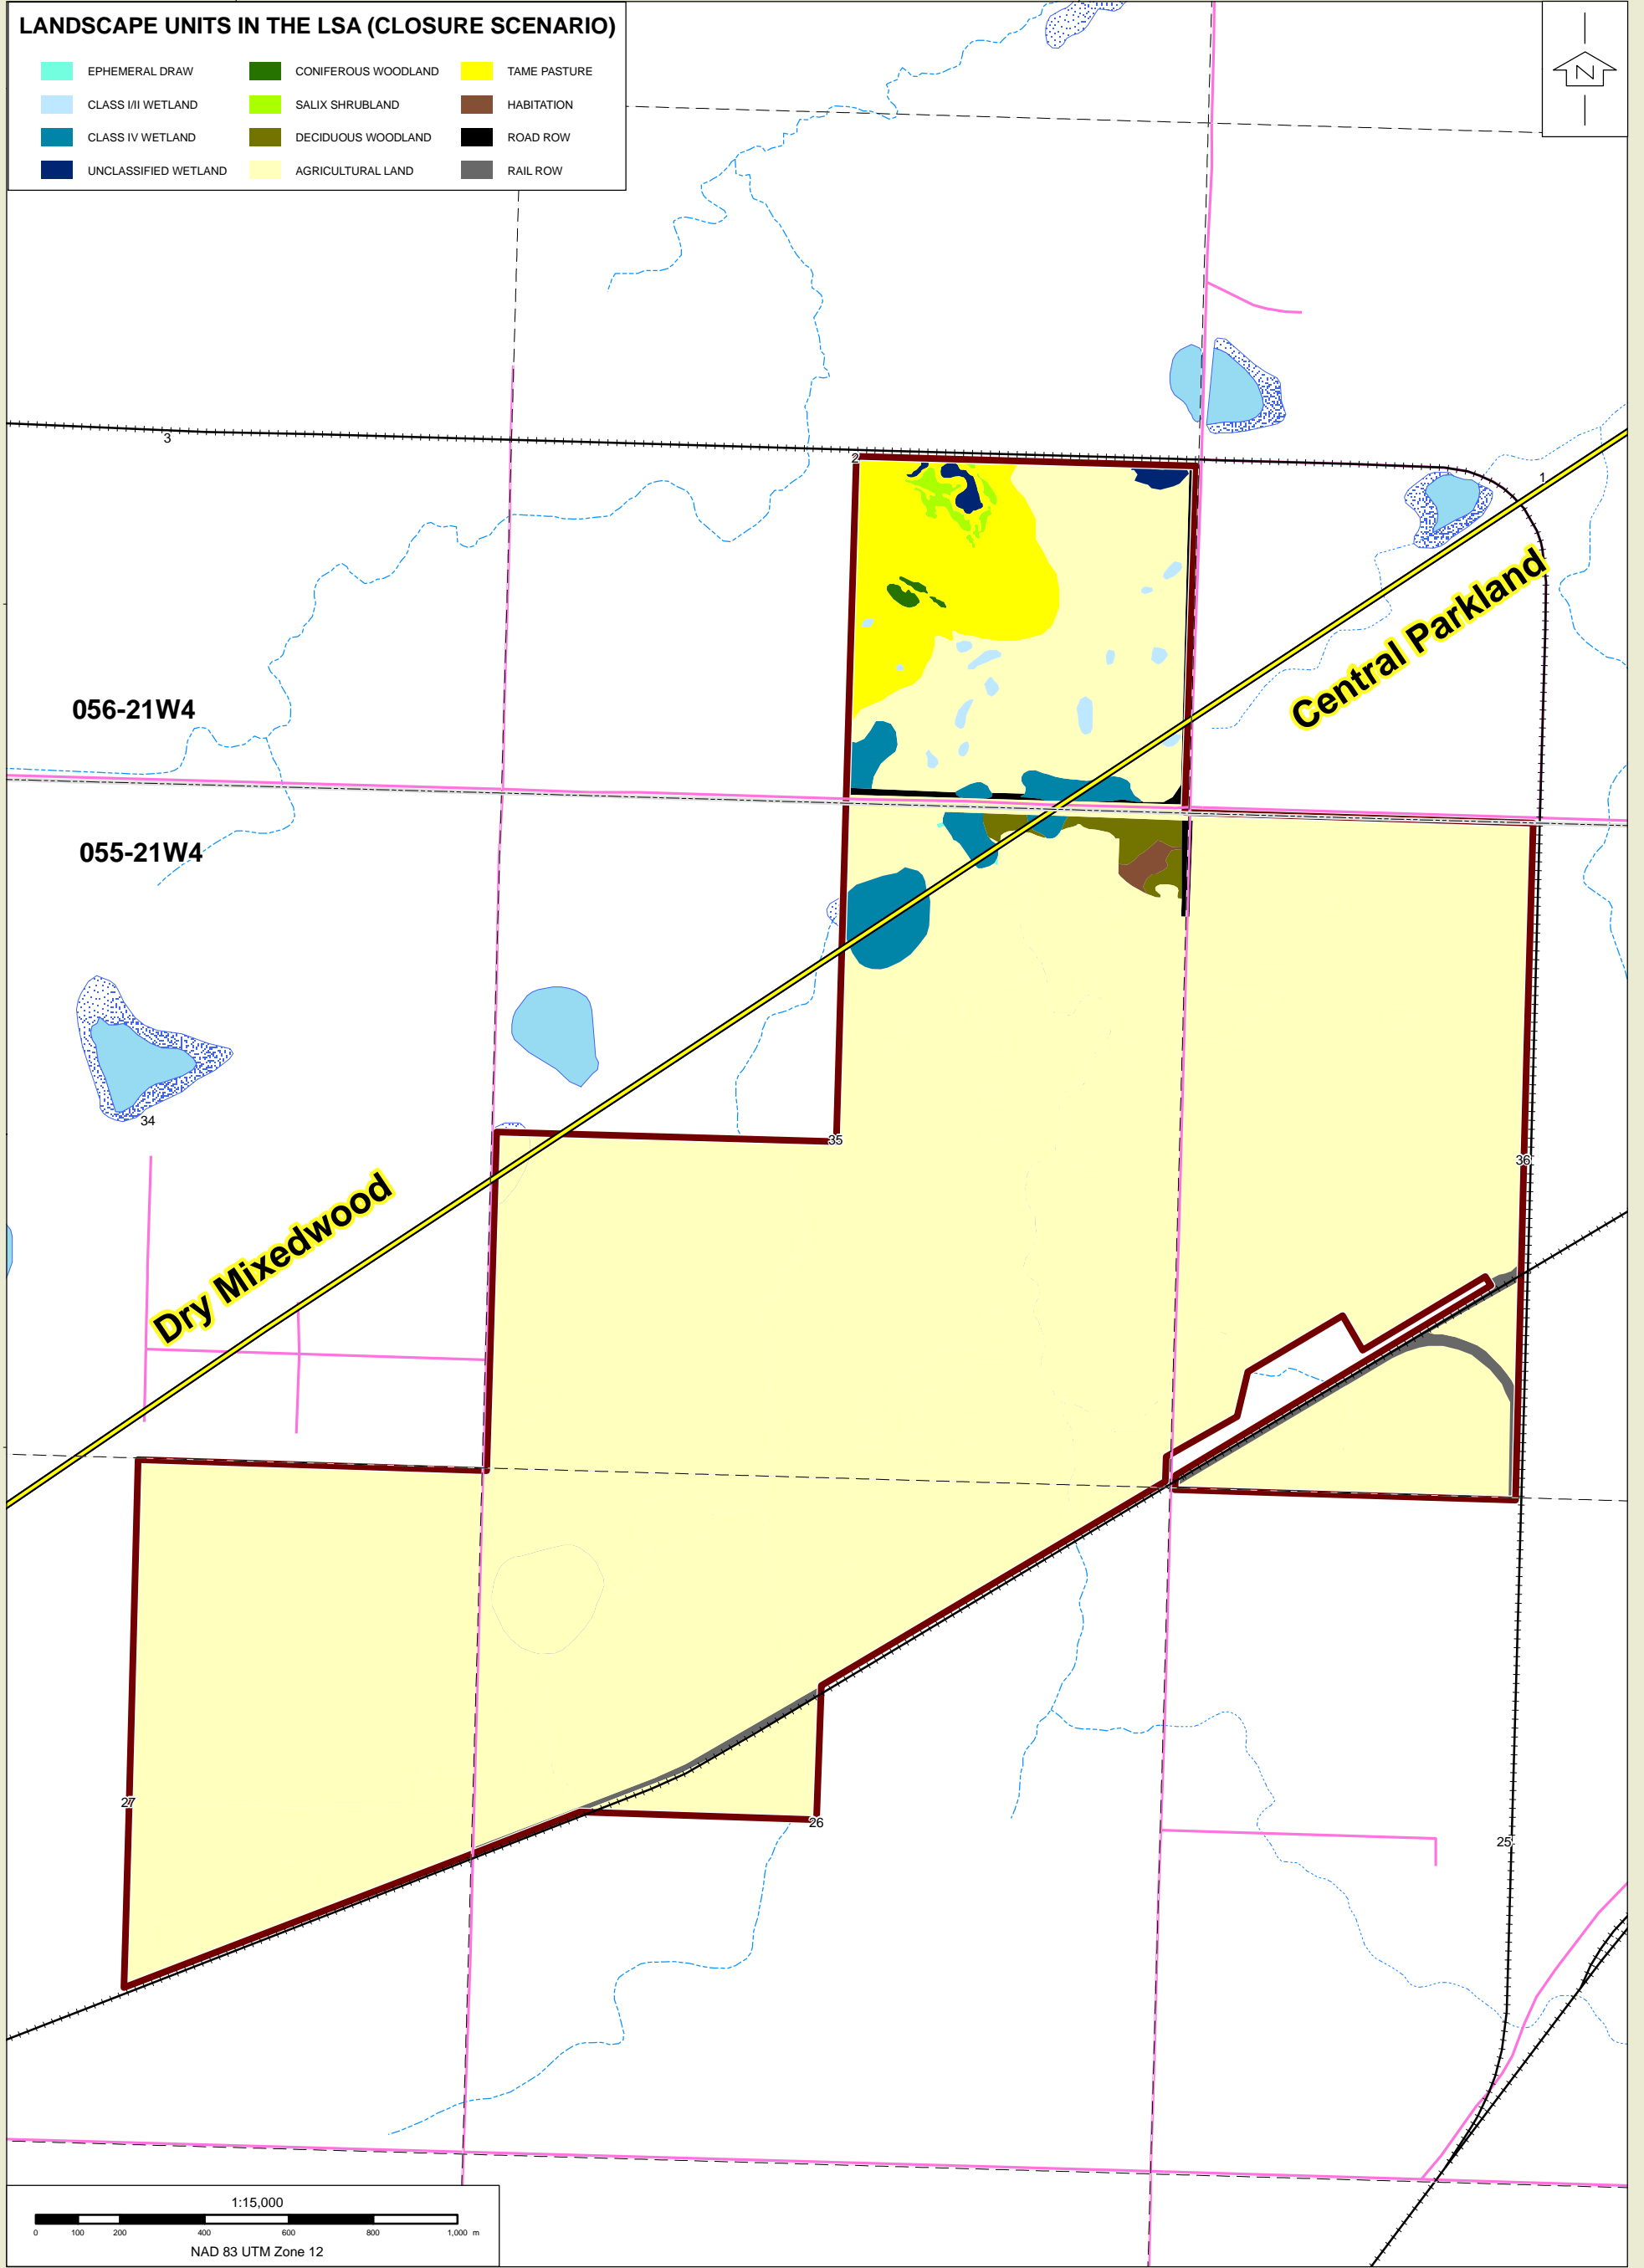 LANDSCAPE UNITS IN THE LSA (CLOSURE SCENARIO)
EPHEMERAL DRAW
CLASS I/II WETLAND
CLASS IV WETLAND
UNCLASSIFIED WETLAND
CONIFEROUS WOODLAND
SALIX SHRUBLAND
DECIDUOUS WOODLAND
AGRICULTURAL LAND
TAME PASTURE
HABITATION
ROAD ROW
RAIL ROW
N
3
2
1
Central Parkland
056-21W4
055-21W4
34
35
36
Dry Mixedwood
27
26
25
1:15,000
0 100 200 400 600 800 1,000 m
NAD 83 UTM Zone 12